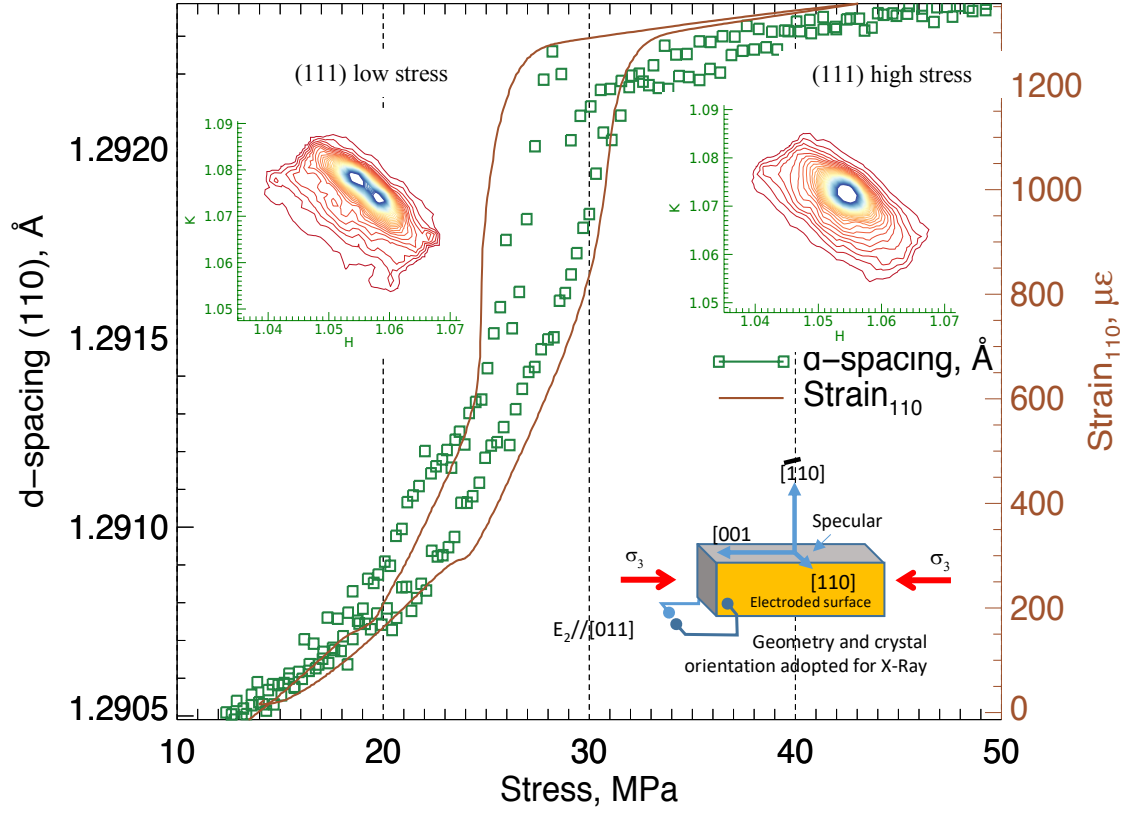 (111) low stress
(111) high stress
1.09
1.08
1.07
1.06
1.05
K
1.04
1.05
1.06
1.07
H
1.09
1.08
1.07
1.06
1.05
K
1.04
1.05
1.06
1.07
H
1.2920
1.2915
1.2910
1.2905
d−spacing (110), Å
1200
1000
800
600
400
200
0
Strain110, με
d−spacing, Å
Strain110
[110]
[001
Specular
σ3
σ3
[110]
Electroded surface
E2//[011]
Geometry and crystal
orientation adopted for X-Ray
10
20
30
40
50
Stress, MPa